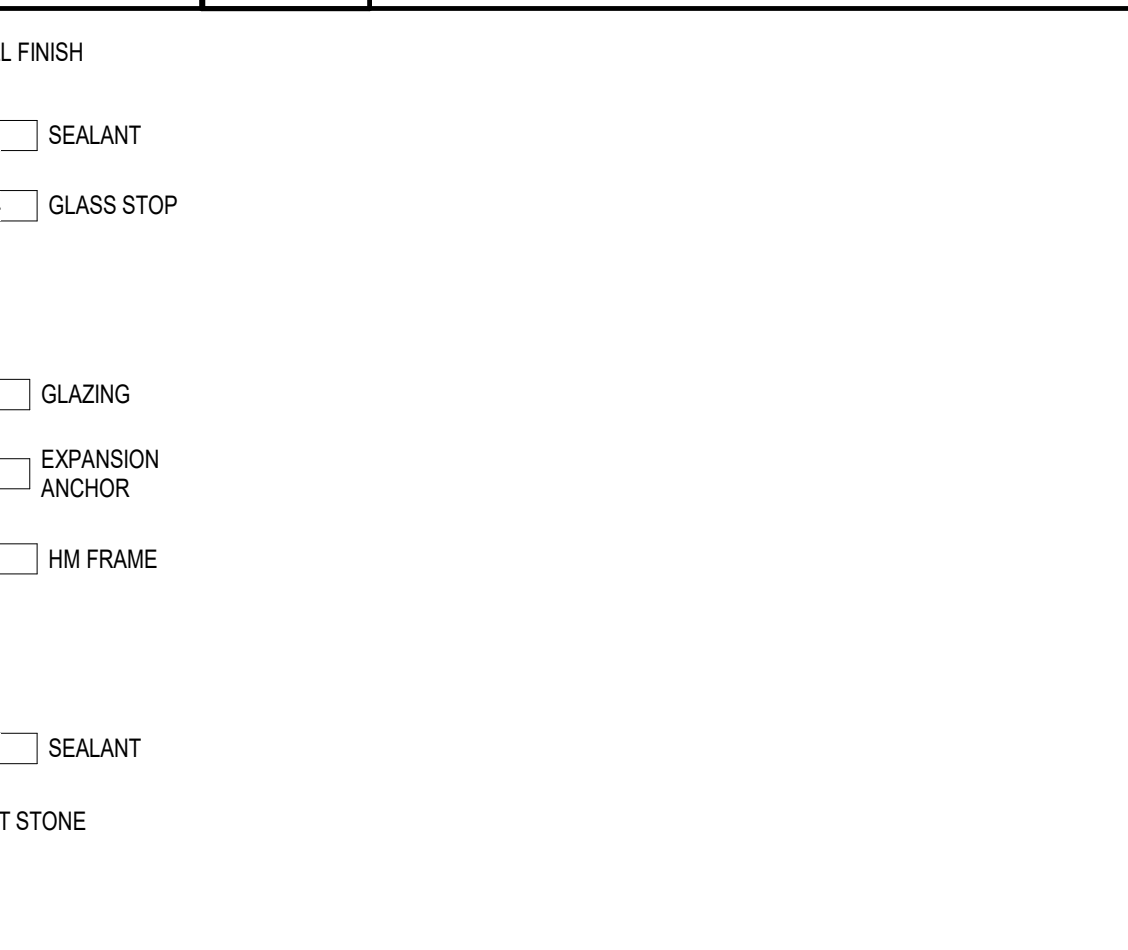 L FINISH
SEALANT
GLASS STOP
GLAZING
EXPANSION
ANCHOR
HM FRAME
SEALANT
T STONE